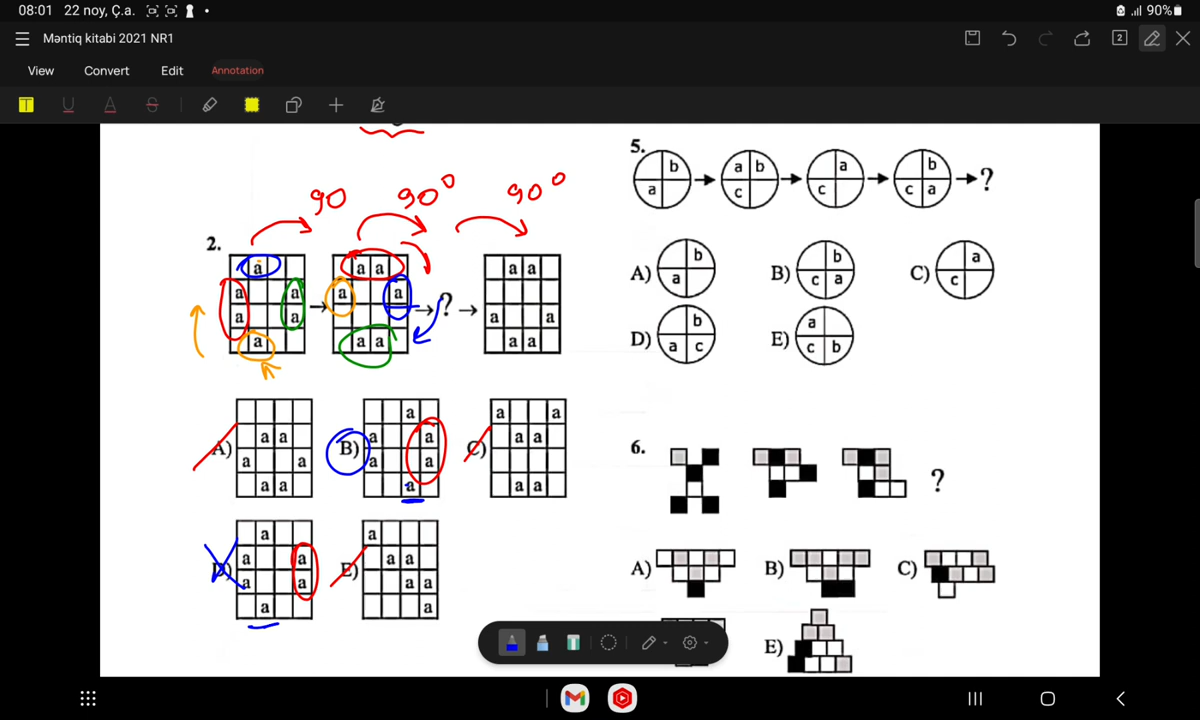 08:01 22 noy, Ç.a. 90%
Məntiq kitabi 2021 NR1 2
View Convert Edit Annotation
T U A S
90 90° 90°
2.
a a a a a
a a a
a a a a
a a a a a
→ → ? →
A) a a a a a a
B) a a a a a a
C) a a a a a a
D) a a a a a a
E) a a a a a a
5.
b a → a b c → a c → b c a → ?
A) b a
B) b c a
C) a c
D) b a c
E) a c b
6.
?
A) B) C)
E)